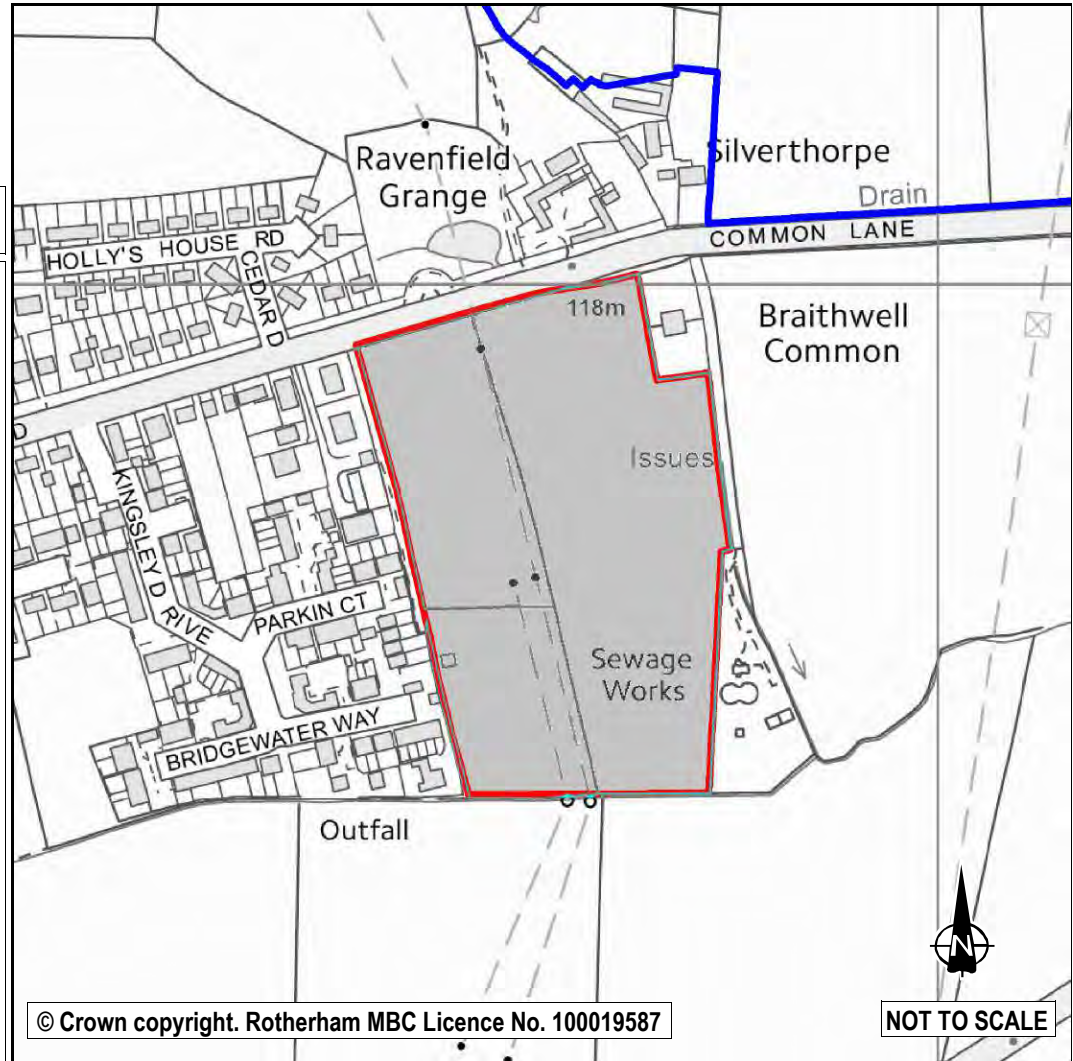 Ravenfield
Grange
Silverthorpe
Drain
HOLLY'S HOUSE RD
COMMON LANE
CEDAR D
118m
Braithwell
Common
D
Issues
KINGSLEY D RIVE
PARKIN CT
Sewage
Works
BRIDGEWATER WAY
Outfall
N
© Crown copyright. Rotherham MBC Licence No. 100019587
NOT TO SCALE